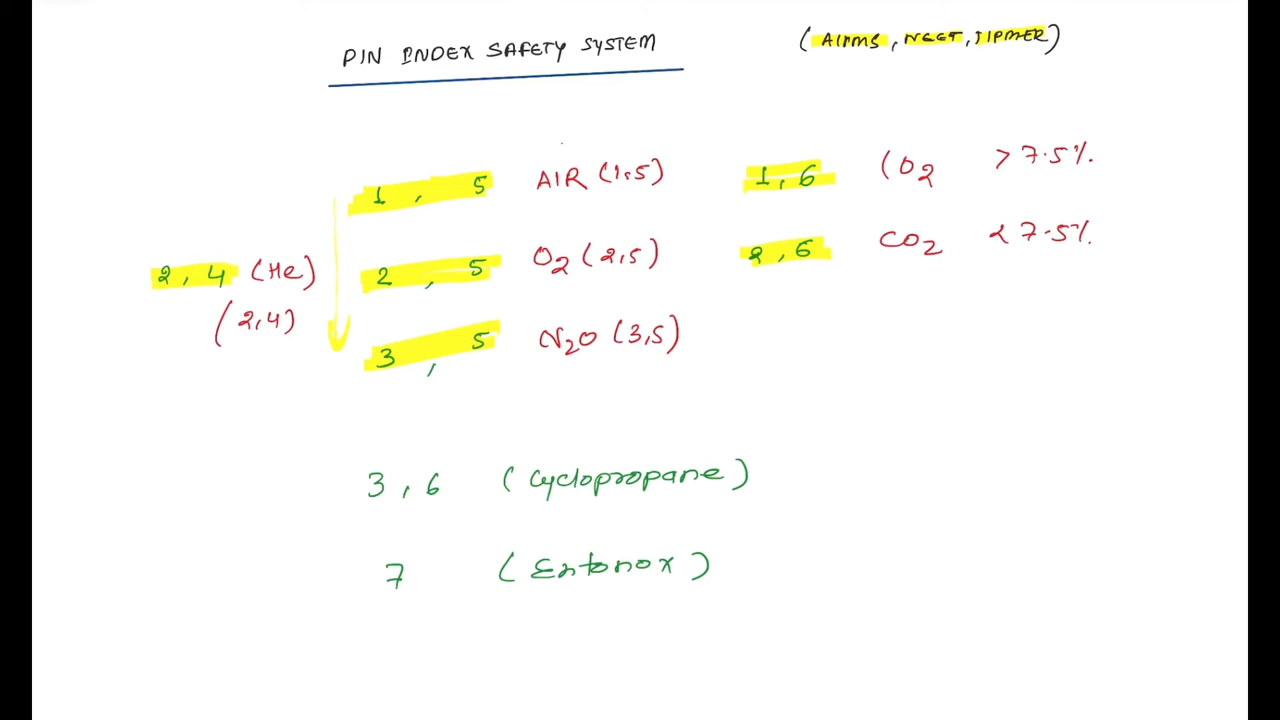 PIN INDEX SAFETY SYSTEM (AIIMS, NEET, JIPMER)
1, 5 AIR (1,5) 1,6 CO2 >7.5%.
2,4 (He) 2, 5 O2 (2,5) 2,6 CO2 <7.5%.
(2,4)
3, 5 N2O (3,5)
3,6 (Cyclopropane)
7 (Entonox)